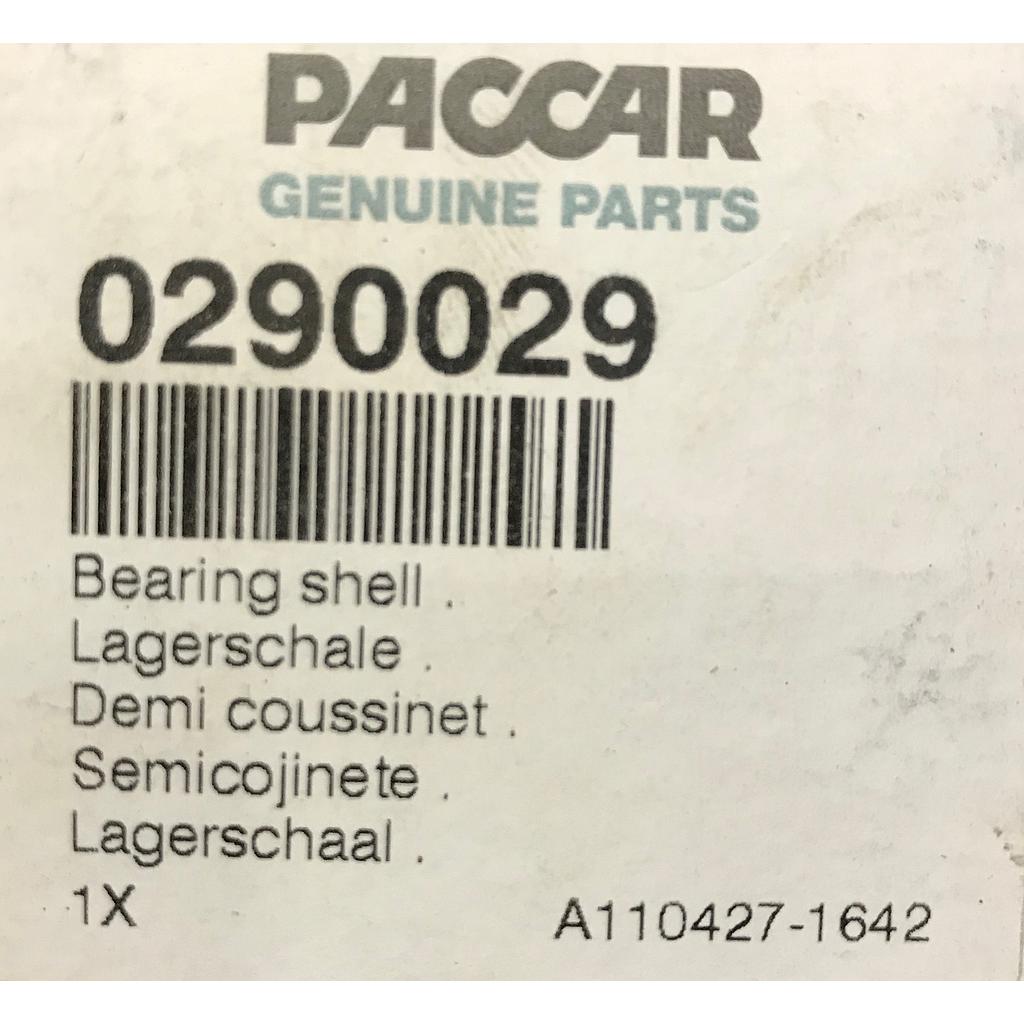 PACCAR
GENUINE PARTS
0290029
Bearing shell .
Lagerschale .
Demi coussinet .
Semicojinete .
Lagerschaal .
1X
A110427-1642